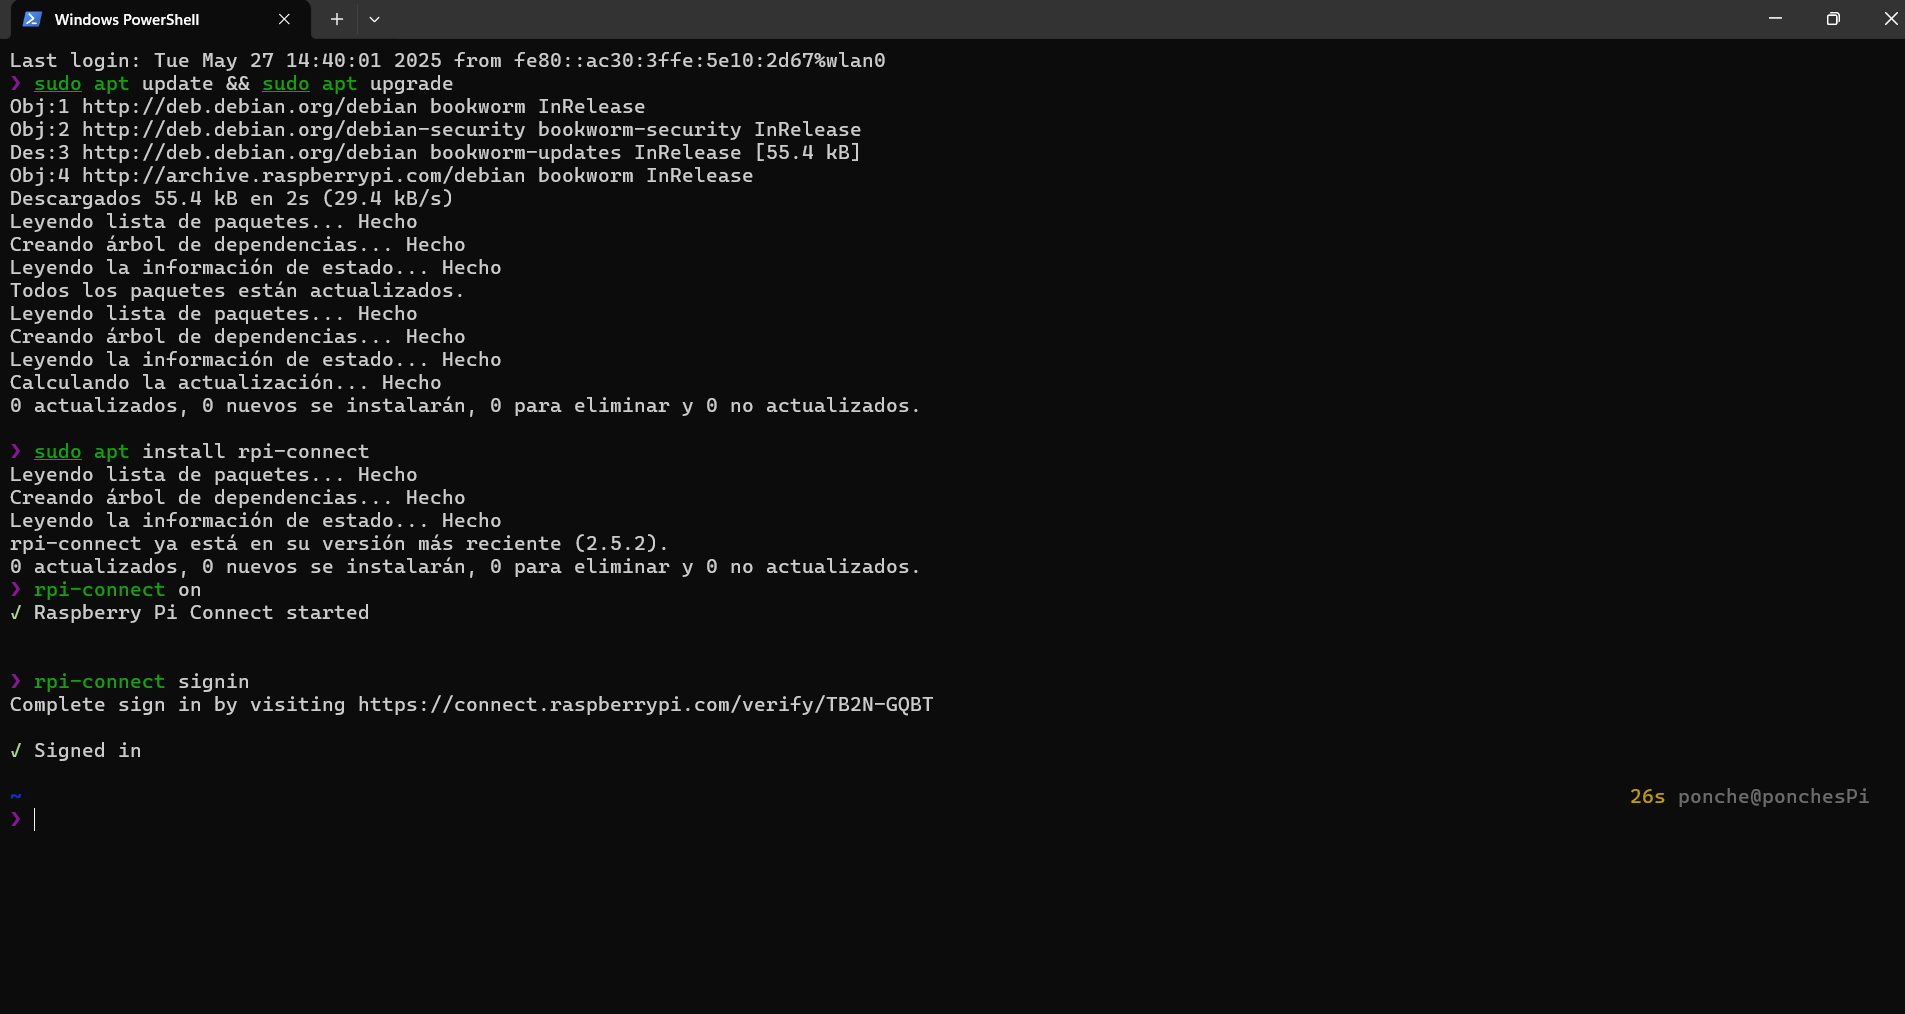 Windows PowerShell
Last login: Tue May 27 14:40:01 2025 from fe80::ac30:3ffe:5e10:2d67%wlan0
❯ sudo apt update && sudo apt upgrade
Obj:1 http://deb.debian.org/debian bookworm InRelease
Obj:2 http://deb.debian.org/debian-security bookworm-security InRelease
Des:3 http://deb.debian.org/debian bookworm-updates InRelease [55.4 kB]
Obj:4 http://archive.raspberrypi.com/debian bookworm InRelease
Descargados 55.4 kB en 2s (29.4 kB/s)
Leyendo lista de paquetes... Hecho
Creando árbol de dependencias... Hecho
Leyendo la información de estado... Hecho
Todos los paquetes están actualizados.
Leyendo lista de paquetes... Hecho
Creando árbol de dependencias... Hecho
Leyendo la información de estado... Hecho
Calculando la actualización... Hecho
0 actualizados, 0 nuevos se instalarán, 0 para eliminar y 0 no actualizados.
❯ sudo apt install rpi-connect
Leyendo lista de paquetes... Hecho
Creando árbol de dependencias... Hecho
Leyendo la información de estado... Hecho
rpi-connect ya está en su versión más reciente (2.5.2).
0 actualizados, 0 nuevos se instalarán, 0 para eliminar y 0 no actualizados.
❯ rpi-connect on
✓ Raspberry Pi Connect started
❯ rpi-connect signin
Complete sign in by visiting https://connect.raspberrypi.com/verify/TB2N-GQBT
✓ Signed in
~ 26s ponche@ponchesPi
❯